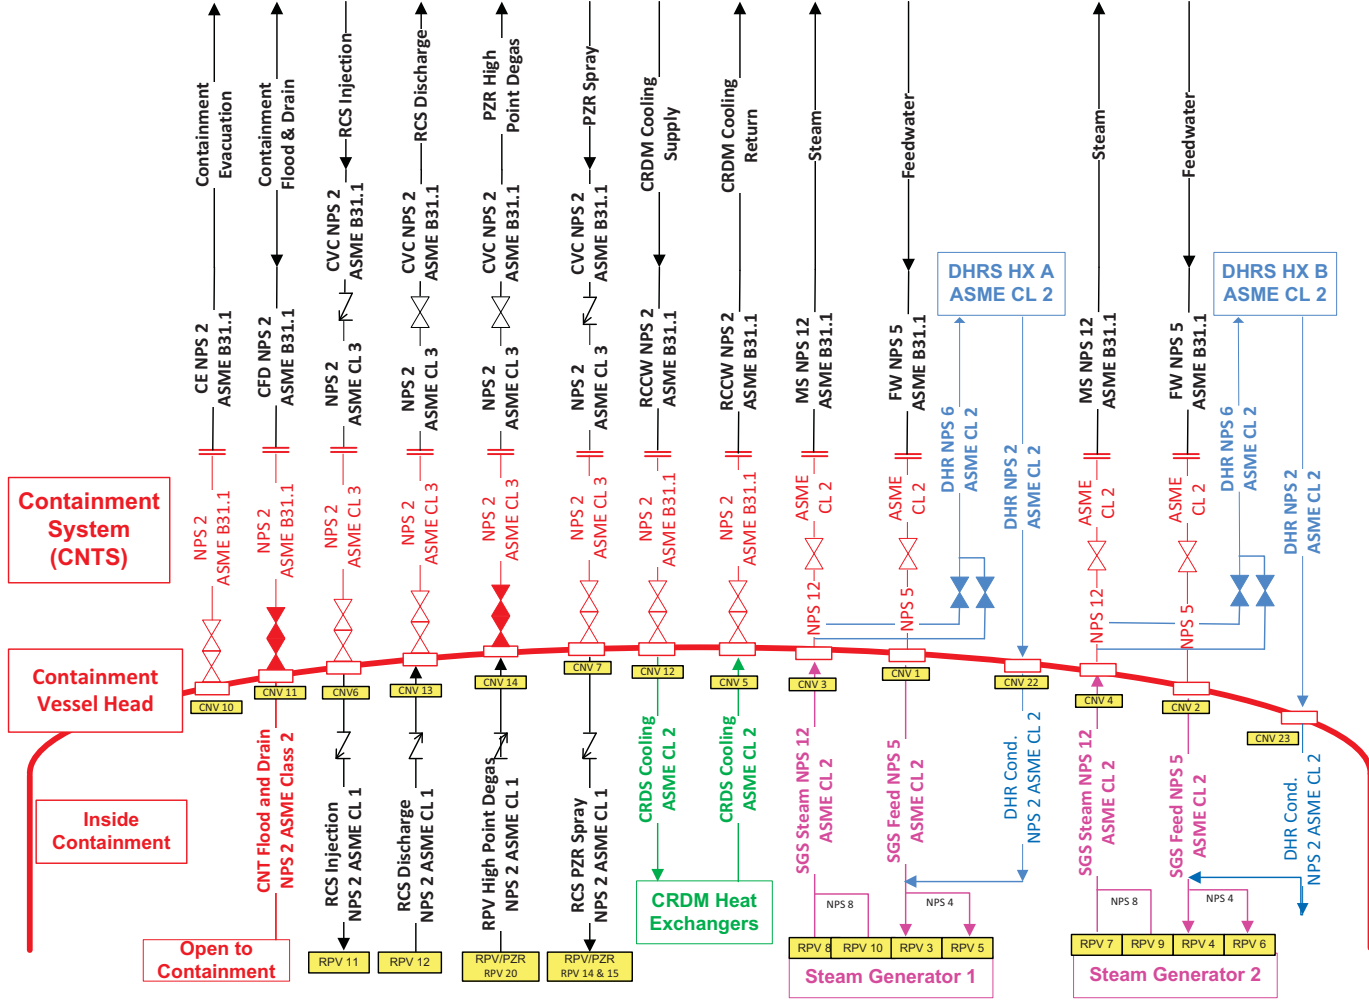 Containment
Evacuation
Containment
Flood & Drain
RCS Injection
RCS Discharge
PZR High
Point Degas
PZR Spray
CRDM Cooling
Supply
CRDM Cooling
Return
Steam
Feedwater
Steam
Feedwater
CVC NPS 2
ASME B31.1
CVC NPS 2
ASME B31.1
CVC NPS 2
ASME B31.1
CVC NPS 2
ASME B31.1
DHRS HX A
ASME CL 2
DHRS HX B
ASME CL 2
CE NPS 2
ASME B31.1
CFD NPS 2
ASME B31.1
NPS 2
ASME CL 3
NPS 2
ASME CL 3
NPS 2
ASME CL 3
NPS 2
ASME CL 3
RCCW NPS 2
ASME B31.1
RCCW NPS 2
ASME B31.1
MS NPS 12
ASME B31.1
FW NPS 5
ASME B31.1
MS NPS 12
ASME B31.1
FW NPS 5
ASME B31.1
DHR NPS 6
ASME CL 2
DHR NPS 2
ASME CL 2
DHR NPS 6
ASME CL 2
DHR NPS 2
ASME CL 2
Containment
System
(CNTS)
NPS 2
ASME B31.1
NPS 2
ASME B31.1
NPS 2
ASME CL 3
NPS 2
ASME CL 3
NPS 2
ASME CL 3
NPS 2
ASME CL 3
NPS 2
ASME B31.1
NPS 2
ASME B31.1
ASME
CL 2
ASME
CL 2
ASME
CL 2
ASME
CL 2
NPS 12
NPS 5
NPS 12
NPS 5
Containment
Vessel Head
CNV 10
CNV 11
CNV6
CNV 13
CNV 14
CNV 7
CNV 12
CNV 5
CNV 3
CNV 1
CNV 22
CNV 4
CNV 2
CNV 23
Inside
Containment
CNT Flood and Drain
NPS 2 ASME Class 2
RCS Injection
NPS 2 ASME CL 1
RCS Discharge
NPS 2 ASME CL 1
RPV High Point Degas
NPS 2 ASME CL 1
RCS PZR Spray
NPS 2 ASME CL 1
CRDS Cooling
ASME CL 2
CRDS Cooling
ASME CL 2
SGS Steam NPS 12
ASME CL 2
SGS Feed NPS 5
ASME CL 2
DHR Cond.
NPS 2 ASME CL 2
SGS Steam NPS 12
ASME CL 2
SGS Feed NPS 5
ASME CL 2
DHR Cond.
NPS 2 ASME CL 2
CRDM Heat
Exchangers
NPS 8
NPS 4
NPS 8
NPS 4
Open to
Containment
RPV 11
RPV 12
RPV/PZR
RPV 20
RPV/PZR
RPV 14 & 15
RPV 8
RPV 10
RPV 3
RPV 5
RPV 7
RPV 9
RPV 4
RPV 6
Steam Generator 1
Steam Generator 2